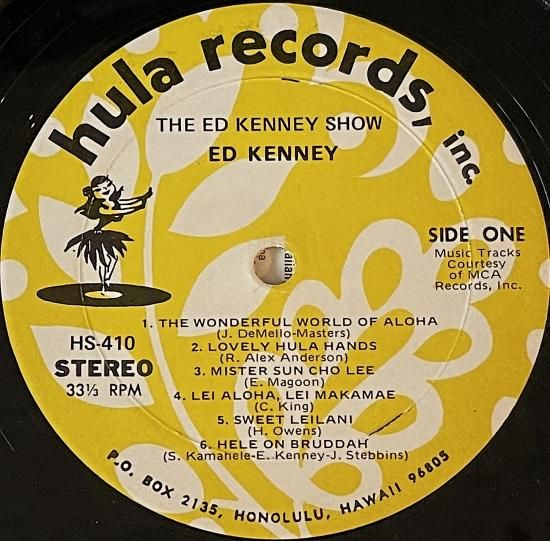 hula records, inc.
THE ED KENNEY SHOW
ED KENNEY
SIDE ONE
Music Tracks
Courtesy
of MCA
Records, Inc.
HS-410
STEREO
33⅓ RPM
1. THE WONDERFUL WORLD OF ALOHA
(J. DeMello-Masters)
2. LOVELY HULA HANDS
(R. Alex Anderson)
3. MISTER SUN CHO LEE
(E. Magoon)
4. LEI ALOHA, LEI MAKAMAE
(C. King)
5. SWEET LEILANI
(H. Owens)
6. HELE ON BRUDDAH
(S. Kamahele-E. Kenney-J. Stebbins)
P.O. BOX 2135, HONOLULU, HAWAII 96805